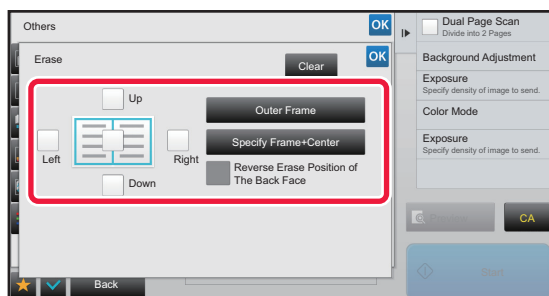 Others
OK
Erase
Clear
OK
Up
Left
Right
Down
Outer Frame
Specify Frame+Center
Reverse Erase Position of
The Back Face
Back
Dual Page Scan
Divide into 2 Pages
Background Adjustment
Exposure
Specify density of image to send.
Color Mode
Exposure
Specify density of image to send.
CA
Start